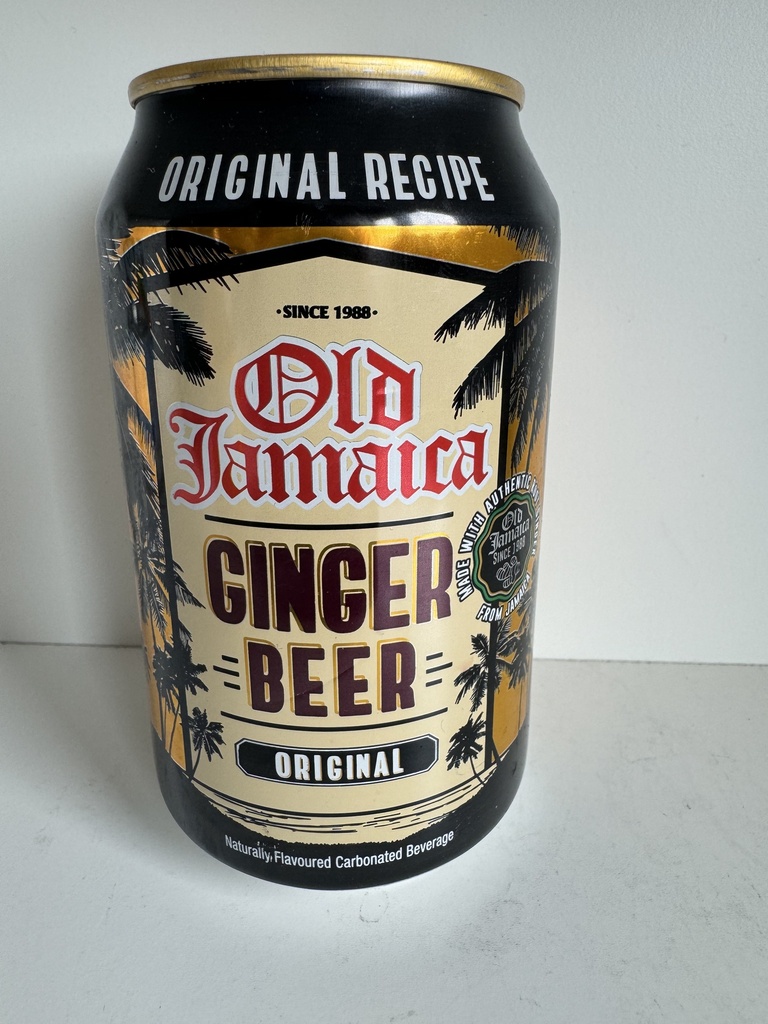 ORIGINAL RECIPE
·SINCE 1988·
Old
Jamaica
GINGER
BEER
ORIGINAL
Naturally Flavoured Carbonated Beverage
MADE WITH AUTHENTIC
FROM JAMAICA
Old
Jamaica
SINCE 1988